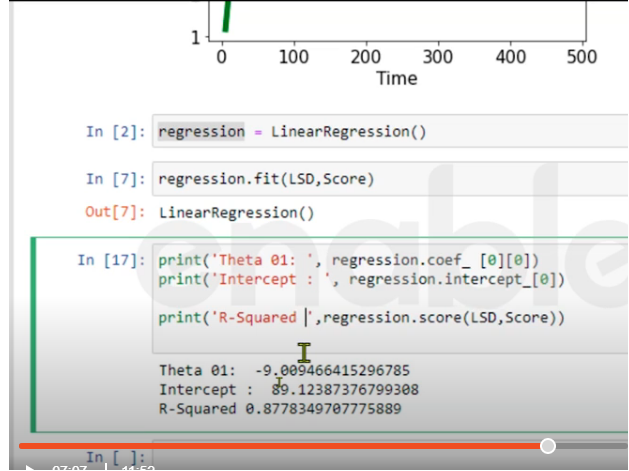 1
0 100 200 300 400 500
Time
In [2]: regression = LinearRegression()
In [7]: regression.fit(LSD,Score)
Out[7]: LinearRegression()
In [17]: print('Theta 01: ', regression.coef_ [0][0])
print('Intercept : ', regression.intercept_[0])
print('R-Squared ',regression.score(LSD,Score))
Theta 01: -9.009466415296785
Intercept : 89.12387376799308
R-Squared 0.8778349707775889
In [ ]:
07:07 11:52
enable